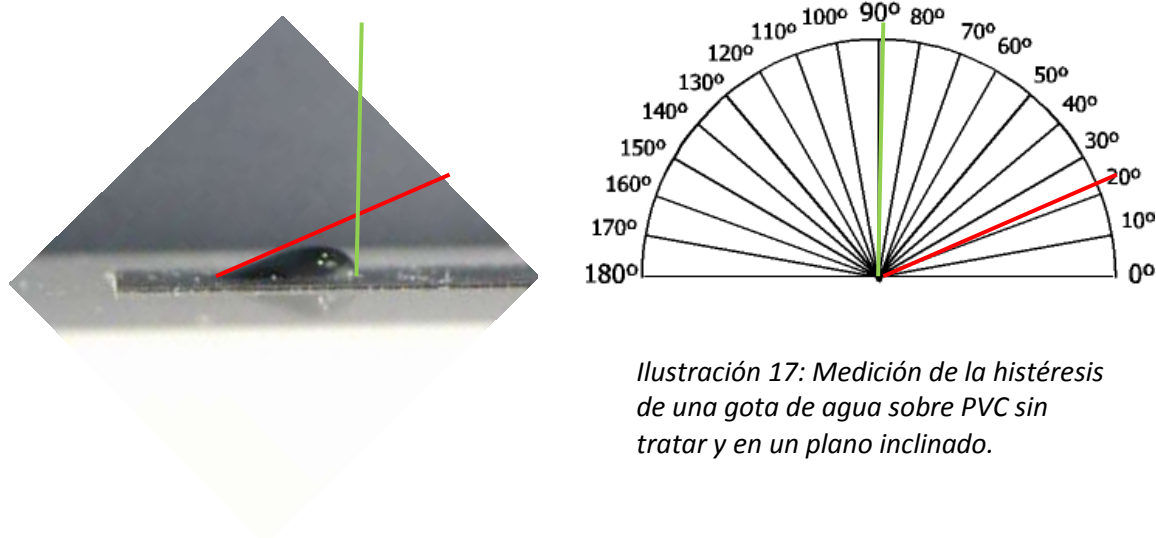 100º 90º 80º
110º 70º
120º 60º
130º 50º
140º 40º
150º 30º
160º 20º
170º 10º
180º 0º
Ilustración 17: Medición de la histéresis
de una gota de agua sobre PVC sin
tratar y en un plano inclinado.